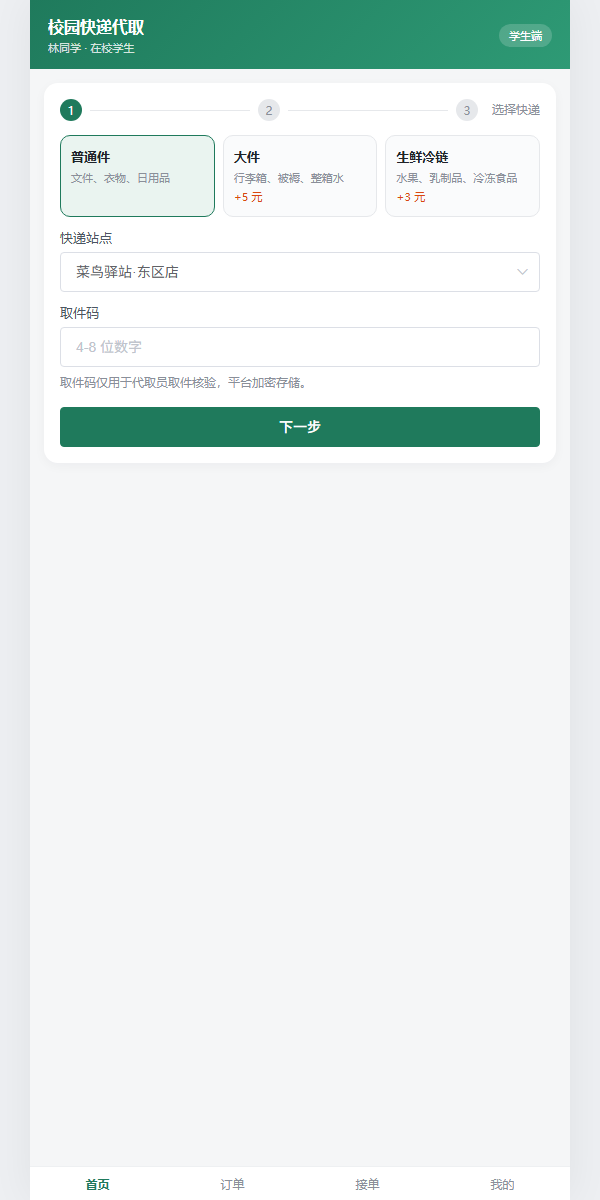 校园快递代取
林同学 · 在校学生
学生端
1
2
3
选择快递
普通件
文件、衣物、日用品
大件
行李箱、被褥、整箱水
+5 元
生鲜冷链
水果、乳制品、冷冻食品
+3 元
快递站点
菜鸟驿站·东区店
取件码
4-8 位数字
取件码仅用于代取员取件核验，平台加密存储。
下一步
首页
订单
接单
我的